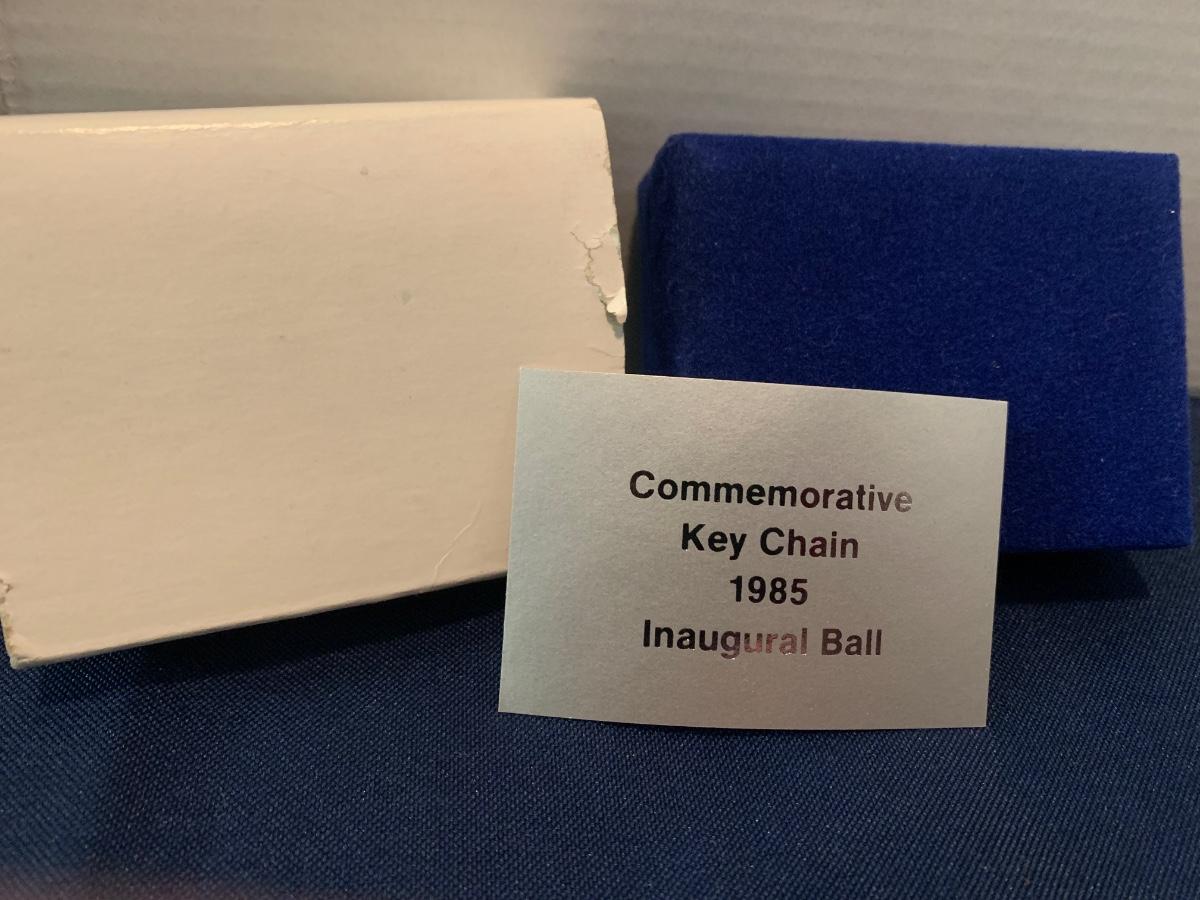 Commemorative
Key Chain
1985
Inaugural Ball